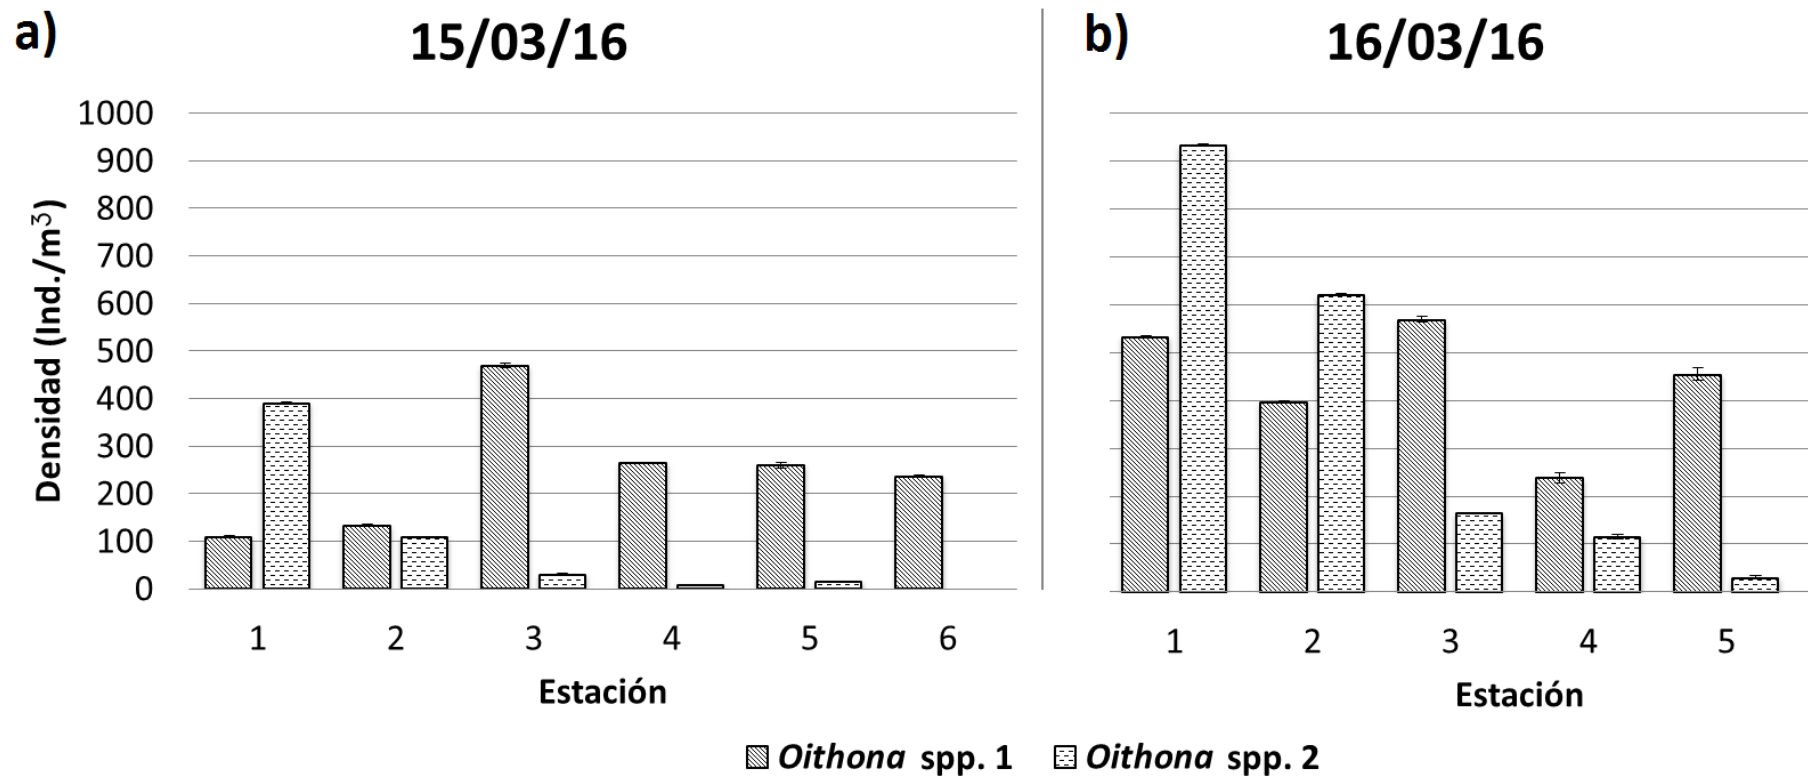 a)
15/03/16
b)
16/03/16
Densidad (Ind./m³)
1000
900
800
700
600
500
400
300
200
100
0
1 2 3 4 5 6
Estación
1 2 3 4 5
Estación
Oithona spp. 1 Oithona spp. 2